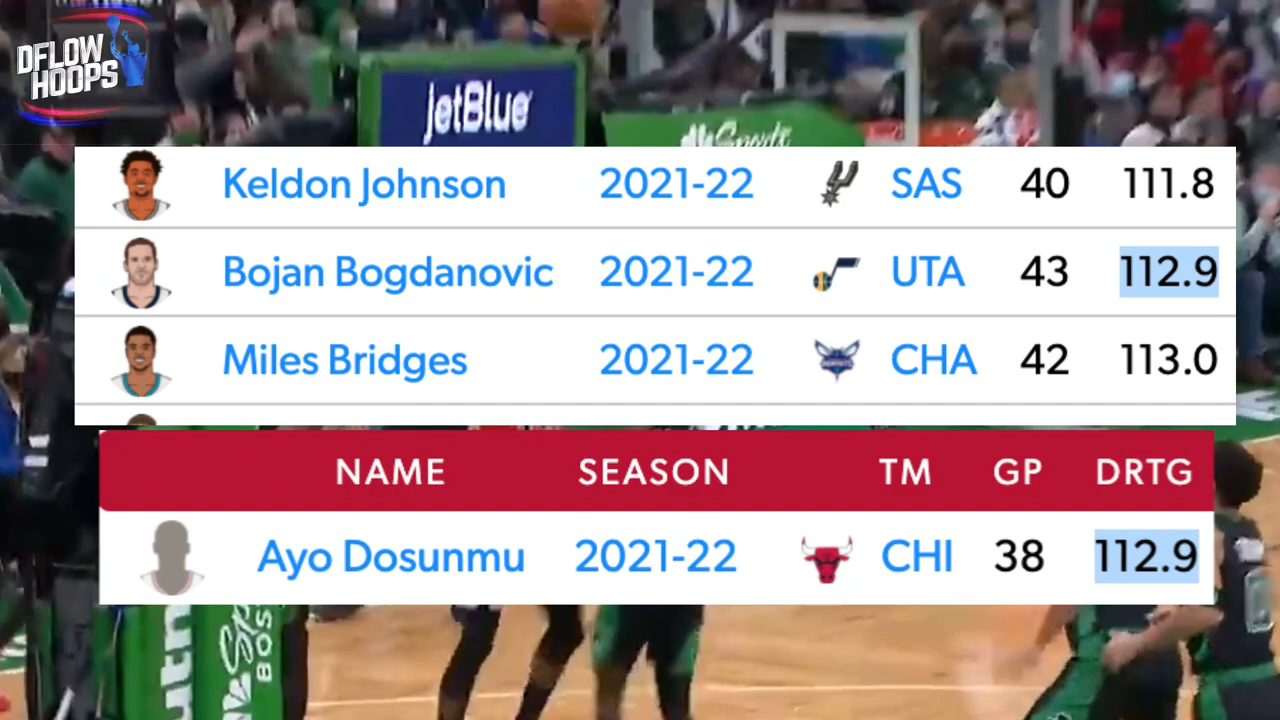 DFLOW
HOOPS
jetBlue
Sports
Keldon Johnson 2021-22 SAS 40 111.8
Bojan Bogdanovic 2021-22 UTA 43 112.9
Miles Bridges 2021-22 CHA 42 113.0
NAME SEASON TM GP DRTG
Ayo Dosunmu 2021-22 CHI 38 112.9